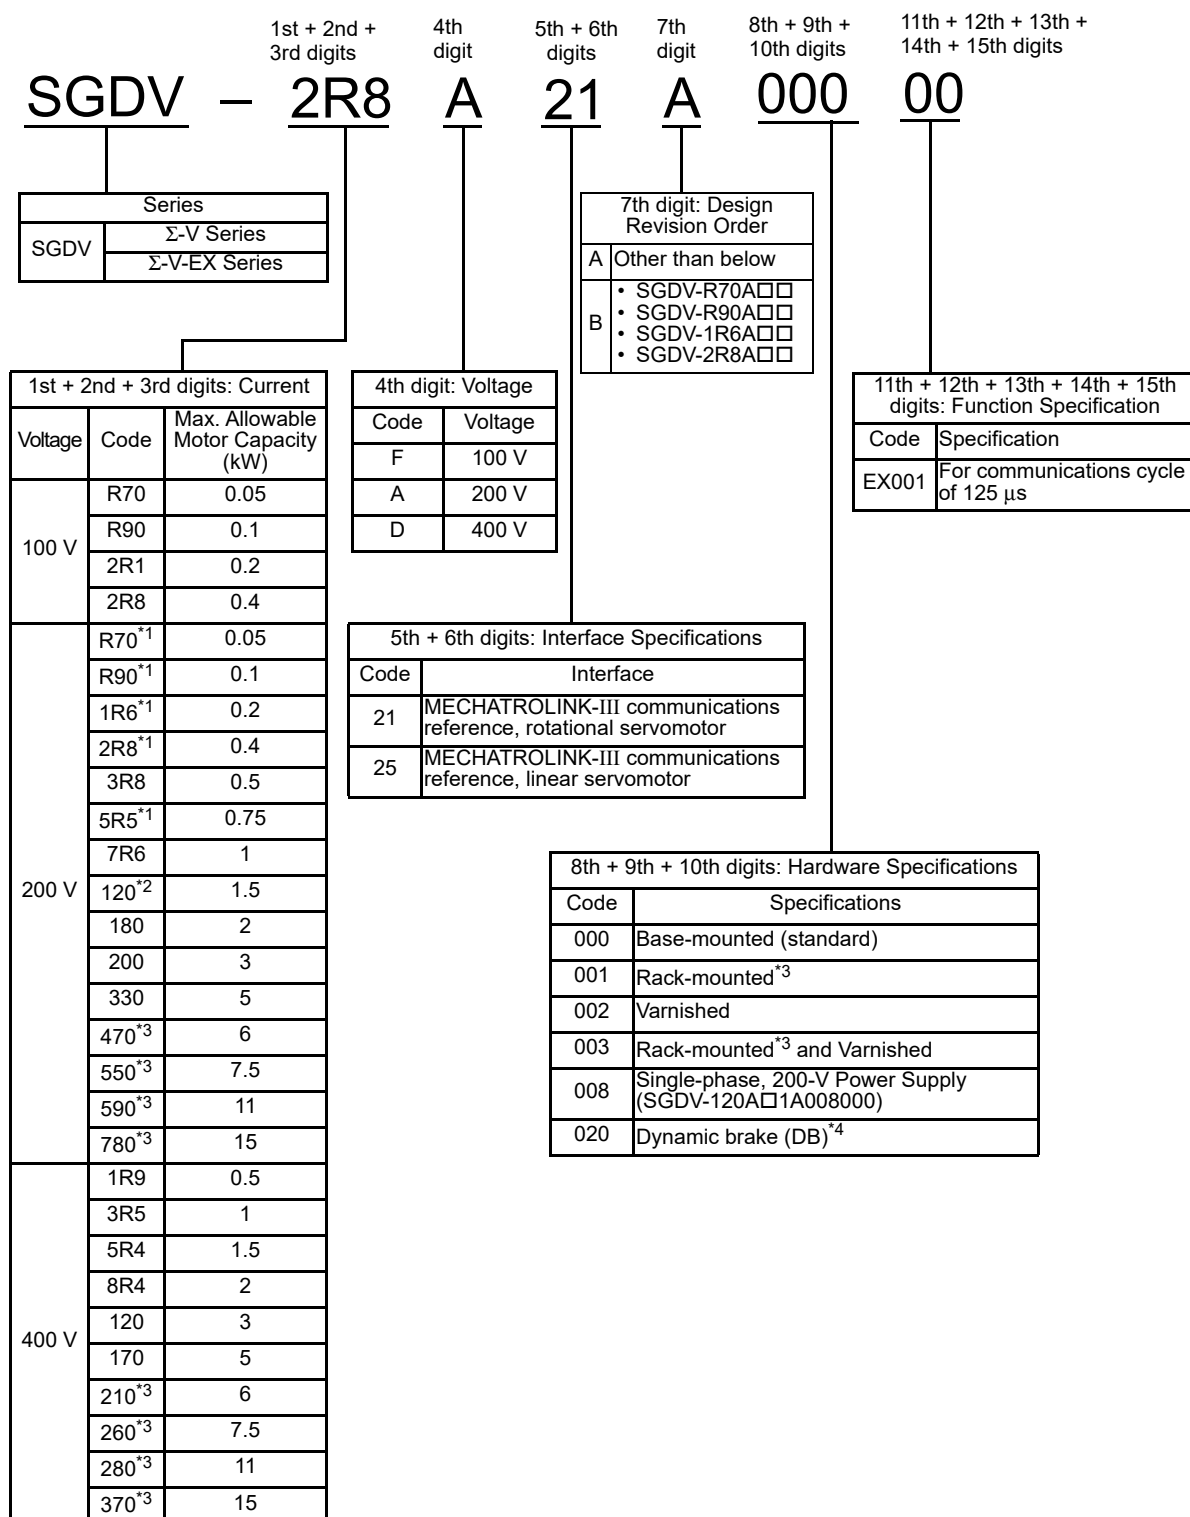 1st + 2nd +
3rd digits
4th
digit
5th + 6th
digits
7th
digit
8th + 9th +
10th digits
11th + 12th + 13th +
14th + 15th digits
SGDV – 2R8 A 21 A 000 00
Series
SGDV
Σ-V Series
Σ-V-EX Series
7th digit: Design
Revision Order
A Other than below
B
• SGDV-R70A□□
• SGDV-R90A□□
• SGDV-1R6A□□
• SGDV-2R8A□□
1st + 2nd + 3rd digits: Current
Voltage Code Max. Allowable
Motor Capacity
(kW)
100 V
R70 0.05
R90 0.1
2R1 0.2
2R8 0.4
200 V
R70*1 0.05
R90*1 0.1
1R6*1 0.2
2R8*1 0.4
3R8 0.5
5R5*1 0.75
7R6 1
120*2 1.5
180 2
200 3
330 5
470*3 6
550*3 7.5
590*3 11
780*3 15
400 V
1R9 0.5
3R5 1
5R4 1.5
8R4 2
120 3
170 5
210*3 6
260*3 7.5
280*3 11
370*3 15
4th digit: Voltage
Code Voltage
F 100 V
A 200 V
D 400 V
11th + 12th + 13th + 14th + 15th
digits: Function Specification
Code Specification
EX001 For communications cycle
of 125 μs
5th + 6th digits: Interface Specifications
Code Interface
21 MECHATROLINK-III communications
reference, rotational servomotor
25 MECHATROLINK-III communications
reference, linear servomotor
8th + 9th + 10th digits: Hardware Specifications
Code Specifications
000 Base-mounted (standard)
001 Rack-mounted*3
002 Varnished
003 Rack-mounted*3 and Varnished
008 Single-phase, 200-V Power Supply
(SGDV-120A□1A008000)
020 Dynamic brake (DB)*4